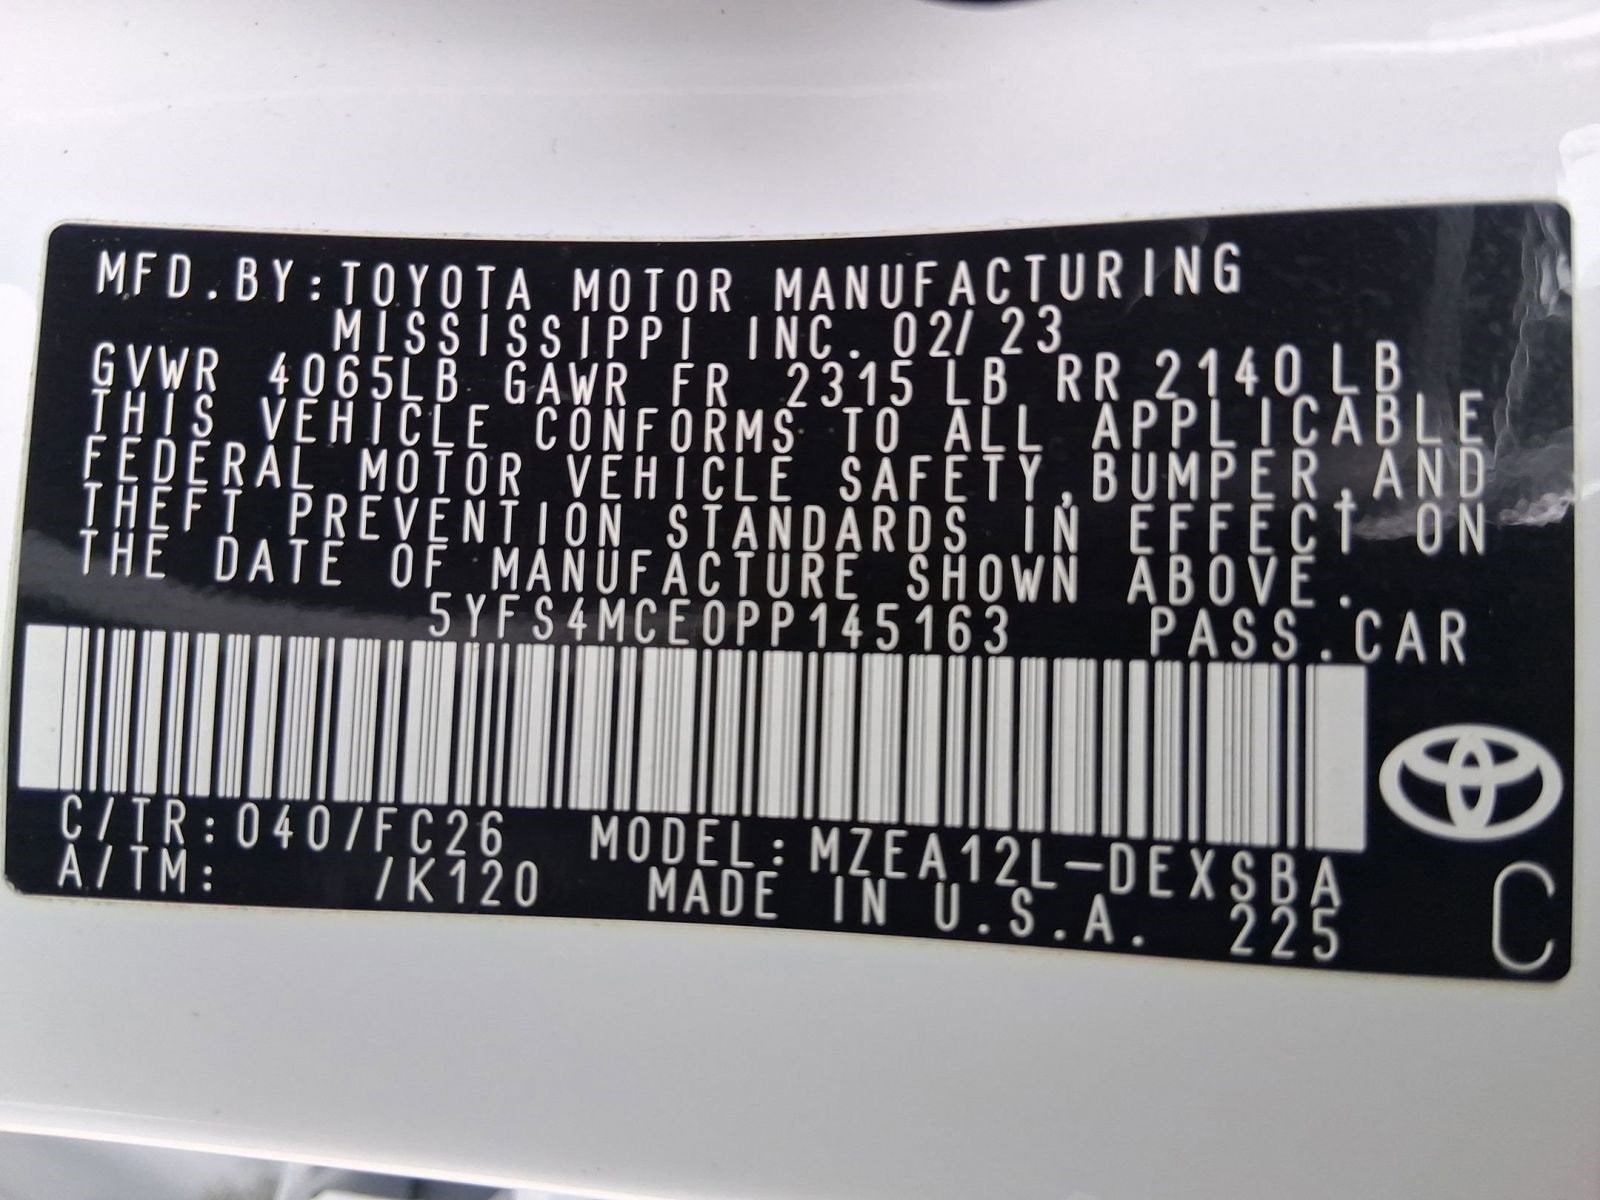 MFD.BY:TOYOTA MOTOR MANUFACTURING
MISSISSIPPI INC. 02/23
GVWR 4065LB GAWR FR 2315 LB RR 2140LB
THIS VEHICLE CONFORMS TO ALL APPLICABLE
FEDERAL MOTOR VEHICLE SAFETY,BUMPER,AND
THEFT PREVENTION STANDARDS IN EFFECT ON
THE DATE OF MANUFACTURE SHOWN ABOVE.
5YFS4MCE0PP145163 PASS.CAR
C/TR:040/FC26 MODEL:MZEA12L-DEXSBA
A/TM: /K120 MADE IN U.S.A. 225
C